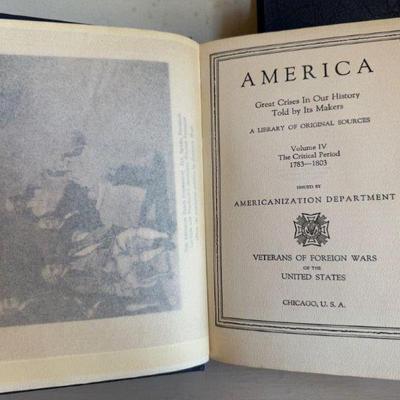 AMERICA
Great Crises In Our History
Told by Its Makers
A LIBRARY OF ORIGINAL SOURCES
Volume IV
The Critical Period
1783—1803
ISSUED BY
AMERICANIZATION DEPARTMENT
VETERANS OF FOREIGN WARS
OF THE
UNITED STATES
CHICAGO, U. S. A.